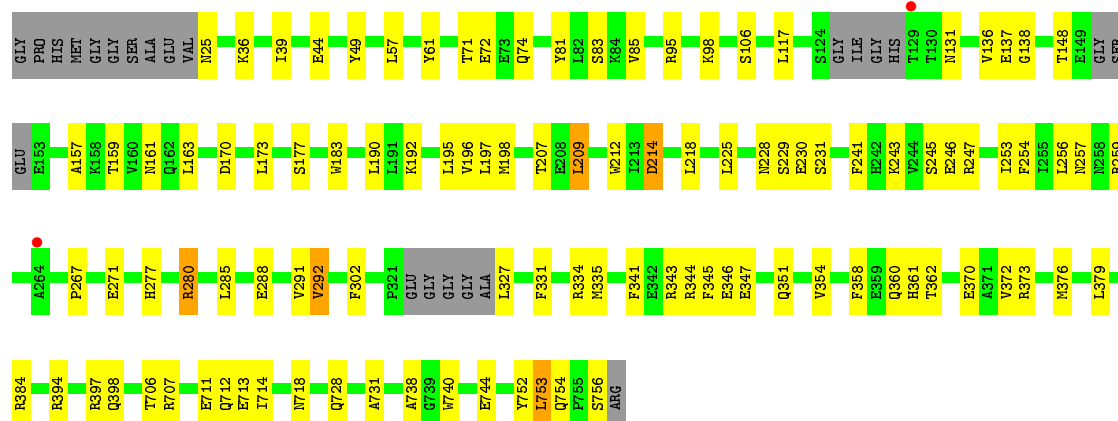 GLY PRO HIS MET GLY GLY SER ALA GLU VAL N25 K36 I39 E44 Y49 L57 Y61 T71 E72 E73 Q74 Y81 L82 S83 K84 V85 R95 K98 S106 L117 S124 GLY ILE GLY HIS T129 T130 N131 V136 E137 G138 T148 E149 GLY SER
GLU E153 A157 K158 T159 V160 N161 Q162 L163 D170 L173 S177 W183 L190 L191 K192 L195 V196 L197 M198 T207 E208 L209 W212 I213 D214 L218 L225 N228 S229 E230 S231 F241 H242 K243 V244 S245 E246 R247 I253 F254 I255 L256 N257 N258 R259
A264 P267 E271 H277 R280 L285 E288 V291 V292 F302 P321 GLU GLY GLY GLY ALA L327 F331 R334 M335 F341 E342 R343 R344 F345 E346 E347 Q351 V354 F358 E359 Q360 H361 T362 E370 A371 V372 R373 M376 L379
R384 R394 R397 Q398 T706 R707 E711 Q712 E713 I714 N718 Q728 A731 A738 G739 W740 E744 Y752 L753 Q754 P755 S756 ARG